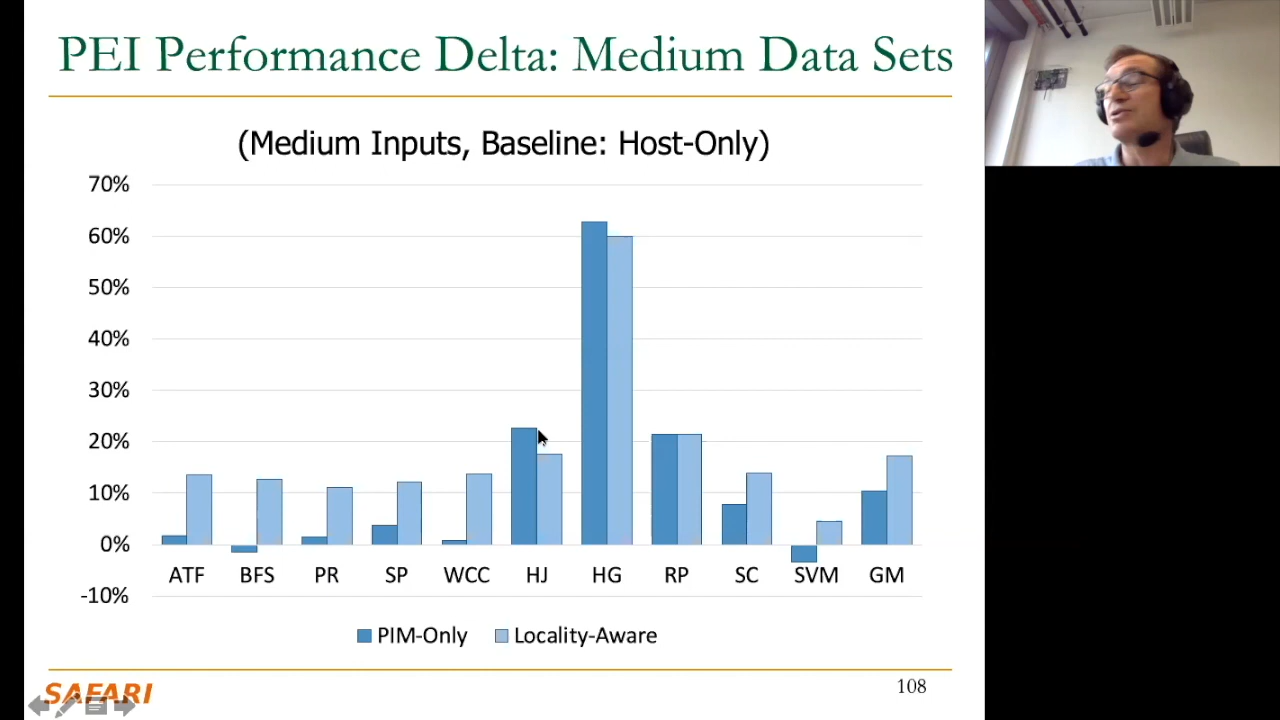 PEI Performance Delta: Medium Data Sets
(Medium Inputs, Baseline: Host-Only)
70%
60%
50%
40%
30%
20%
10%
0%
-10%
ATF BFS PR SP WCC HJ HG RP SC SVM GM
PIM-Only Locality-Aware
SAFARI
108